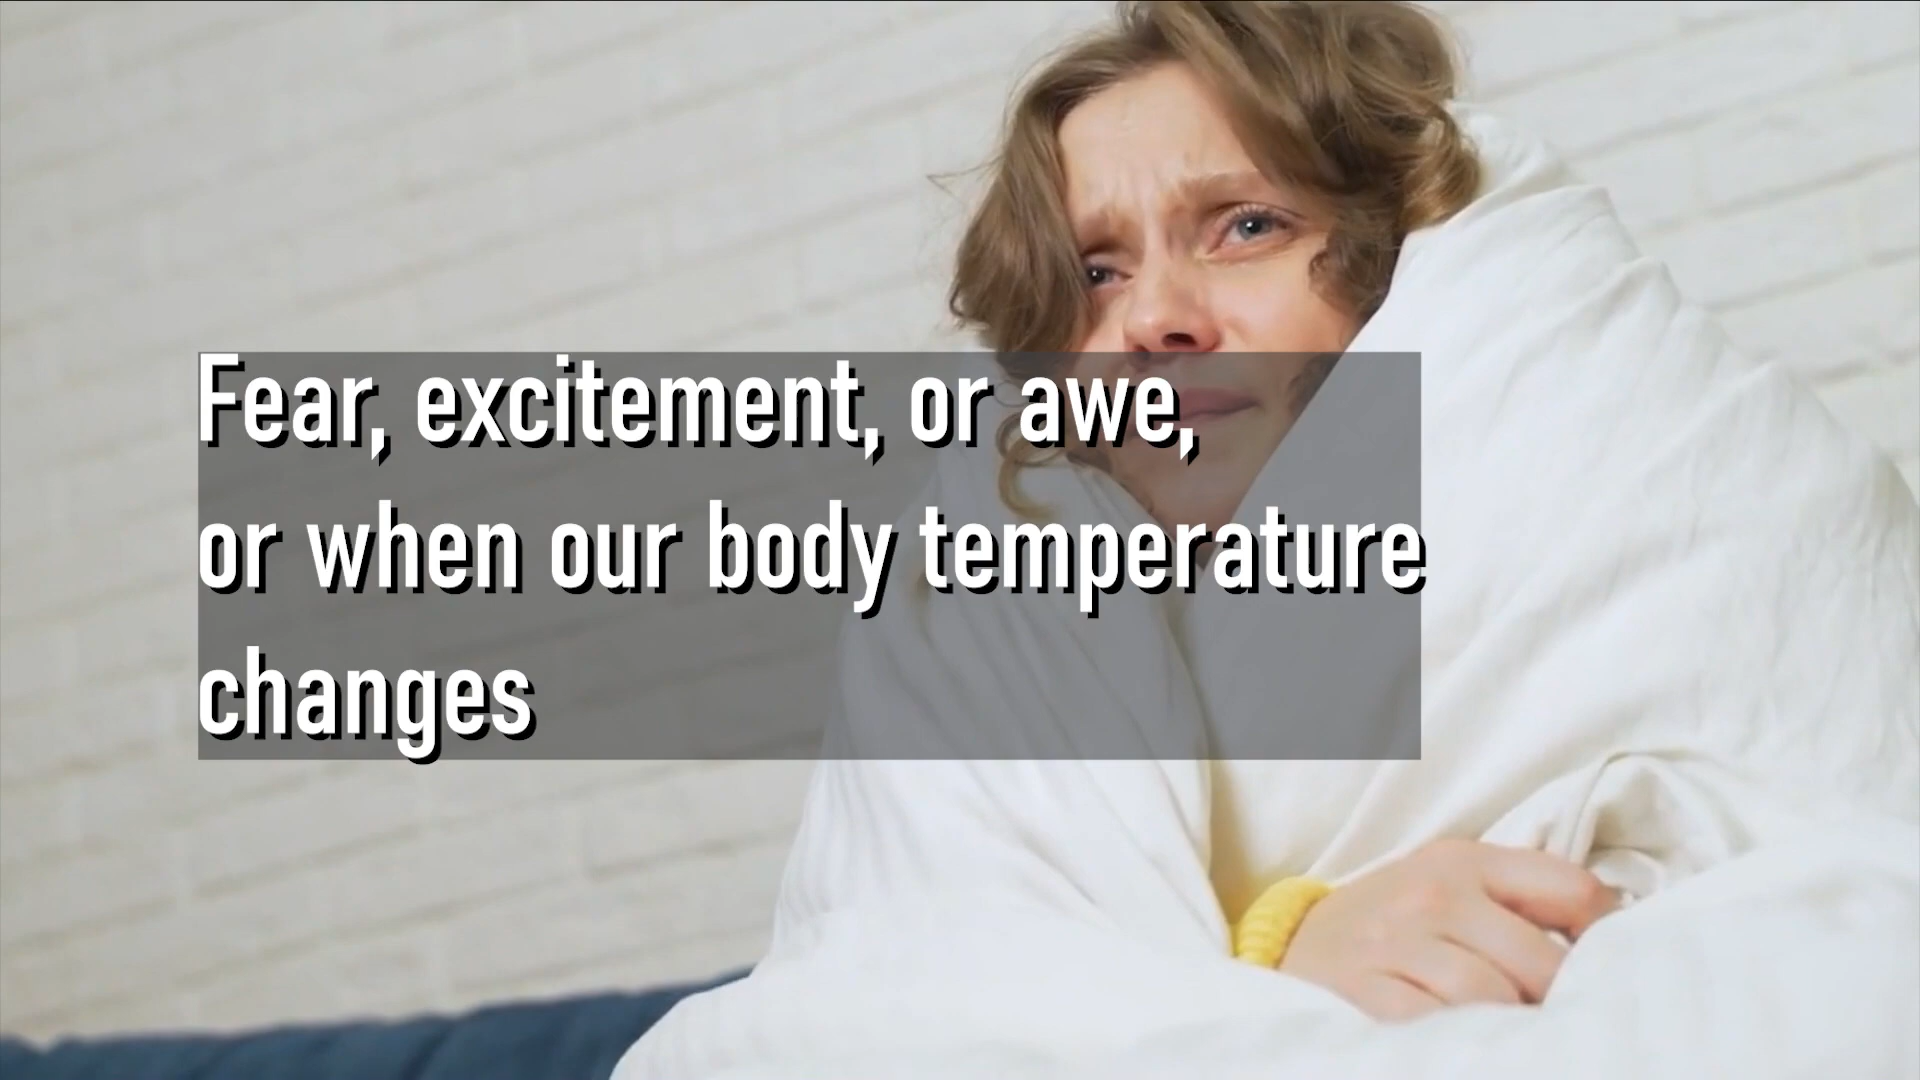 Fear, excitement, or awe,
or when our body temperature
changes